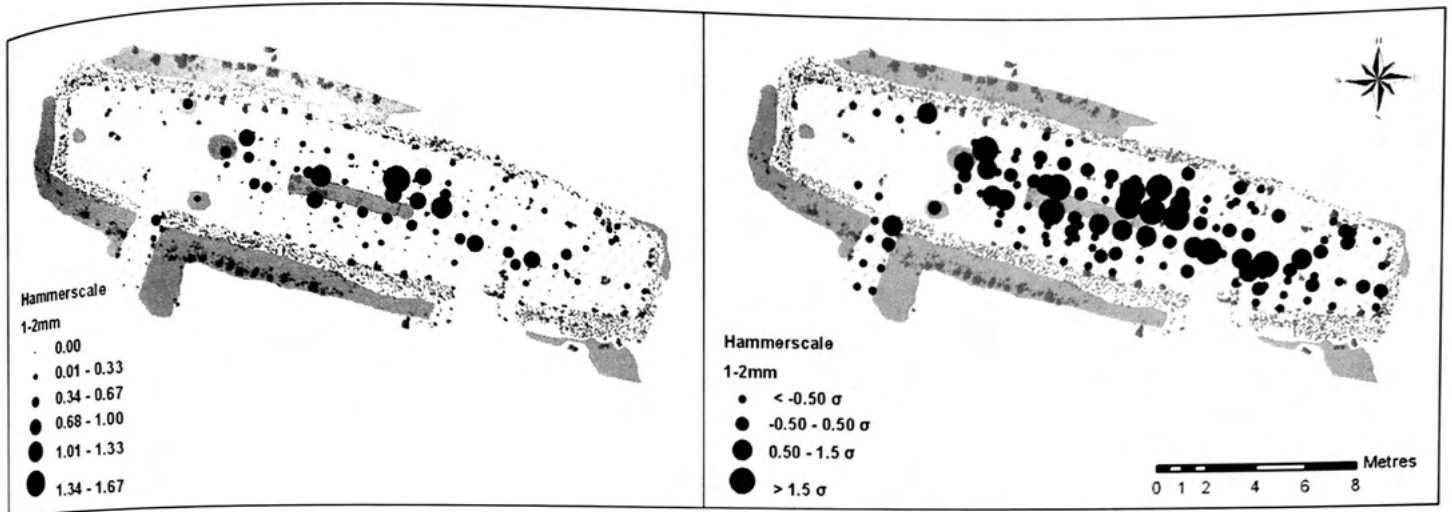 Hammerscale
1-2mm
0.00
0.01 - 0.33
0.34 - 0.67
0.68 - 1.00
1.01 - 1.33
1.34 - 1.67
Hammerscale
1-2mm
< -0.50 σ
-0.50 - 0.50 σ
0.50 - 1.5 σ
> 1.5 σ
Metres
0 1 2 4 6 8